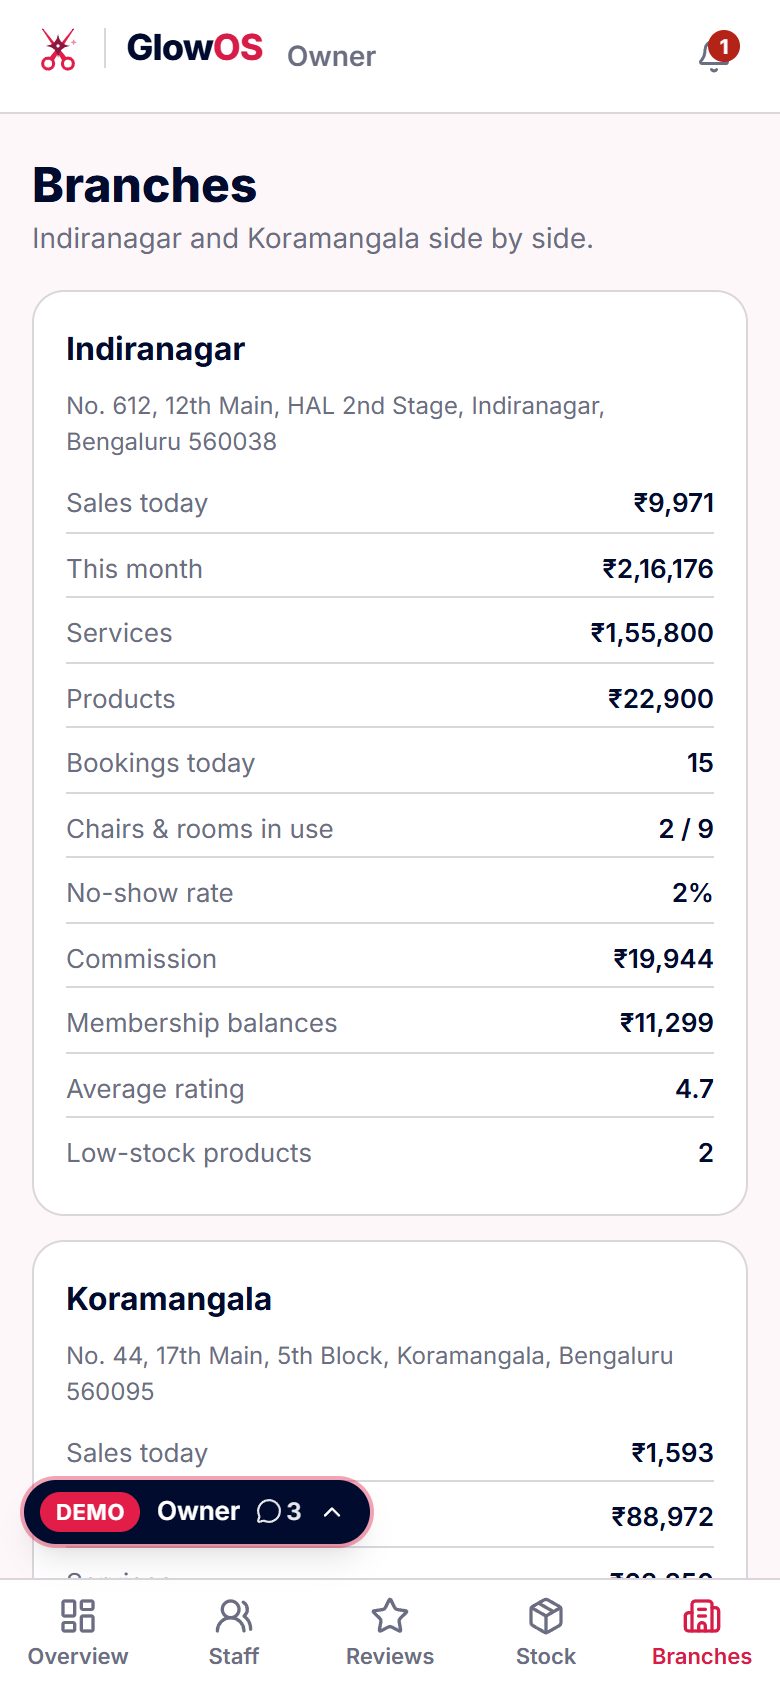 GlowOS Owner 1
Branches
Indiranagar and Koramangala side by side.
Indiranagar
No. 612, 12th Main, HAL 2nd Stage, Indiranagar,
Bengaluru 560038
Sales today ₹9,971
This month ₹2,16,176
Services ₹1,55,800
Products ₹22,900
Bookings today 15
Chairs & rooms in use 2 / 9
No-show rate 2%
Commission ₹19,944
Membership balances ₹11,299
Average rating 4.7
Low-stock products 2
Koramangala
No. 44, 17th Main, 5th Block, Koramangala, Bengaluru
560095
Sales today ₹1,593
₹88,972
DEMO Owner 3
Overview Staff Reviews Stock Branches